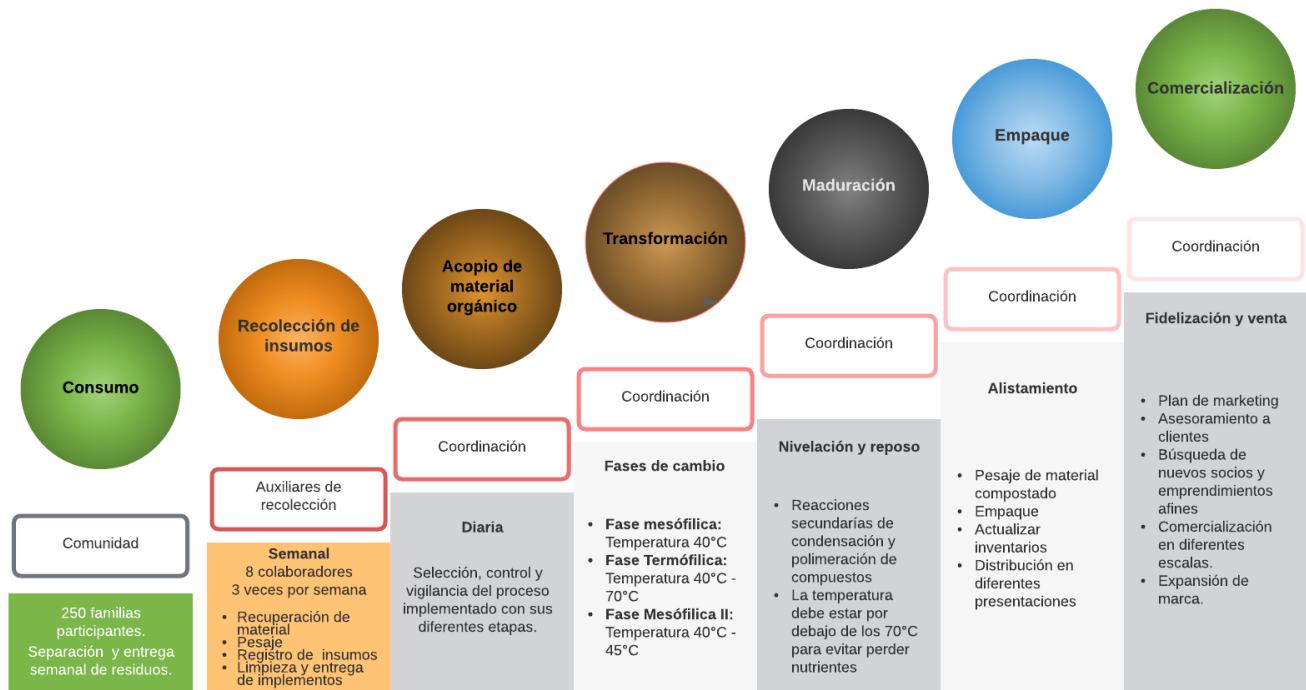 Consumo
Comunidad
250 familias
participantes.
Separación y entrega
semanal de residuos.
Recolección de
insumos
Auxiliares de
recolección
Semanal
8 colaboradores
3 veces por semana
• Recuperación de
material
• Pesaje
• Registro de insumos
• Limpieza y entrega
de implementos
Acopio de
material
orgánico
Coordinación
Diaria
Selección, control y
vigilancia del proceso
implementado con sus
diferentes etapas.
Transformación
Coordinación
Fases de cambio
• Fase mesófilica:
Temperatura 40°C
• Fase Termófilica:
Temperatura 40°C -
70°C
• Fase Mesófilica II:
Temperatura 40°C -
45°C
Maduración
Coordinación
Nivelación y reposo
• Reacciones
secundarías de
condensación y
polimeración de
compuestos
• La temperatura
debe estar por
debajo de los 70°C
para evitar perder
nutrientes
Empaque
Coordinación
Alistamiento
• Pesaje de material
compostado
• Empaque
• Actualizar
inventarios
• Distribución en
diferentes
presentaciones
Comercialización
Coordinación
Fidelización y venta
• Plan de marketing
• Asesoramiento a
clientes
• Búsqueda de
nuevos socios y
emprendimientos
afines
• Comercialización
en diferentes
escalas.
• Expansión de
marca.